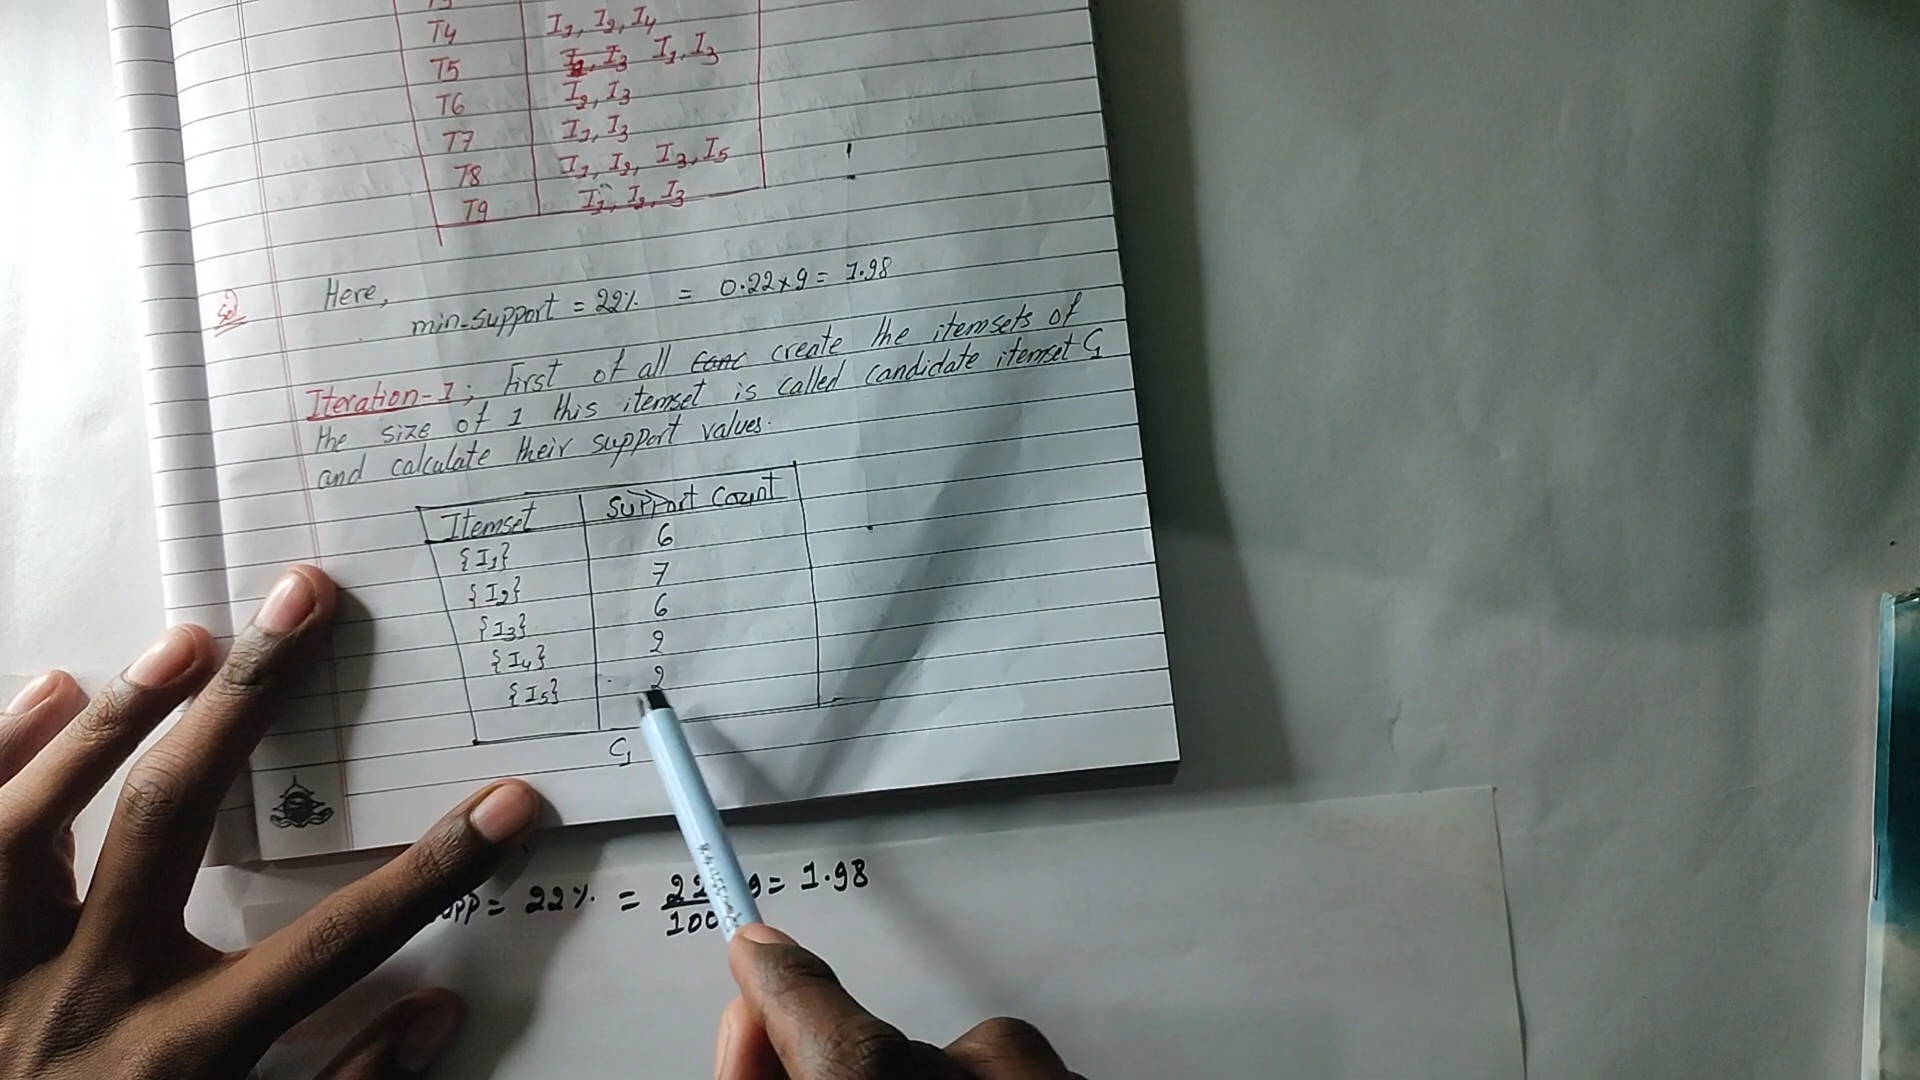 T4 I1, I2, I4
T5 I1, I3
T6 I2, I3
T7 I1, I3
T8 I1, I2, I3, I5
T9 I1, I2, I3
Sol
Here,
min-support = 22% = 0.22 x 9 = 1.98
Iteration-1; First of all canc create the itemsets of
the size of 1 this itemset is called candidate itemset C1
and calculate their support values.
Itemset Support Count
{I1} 6
{I2} 7
{I3} 6
{I4} 2
{I5} 2
C1
= 22% = = 1.98
100